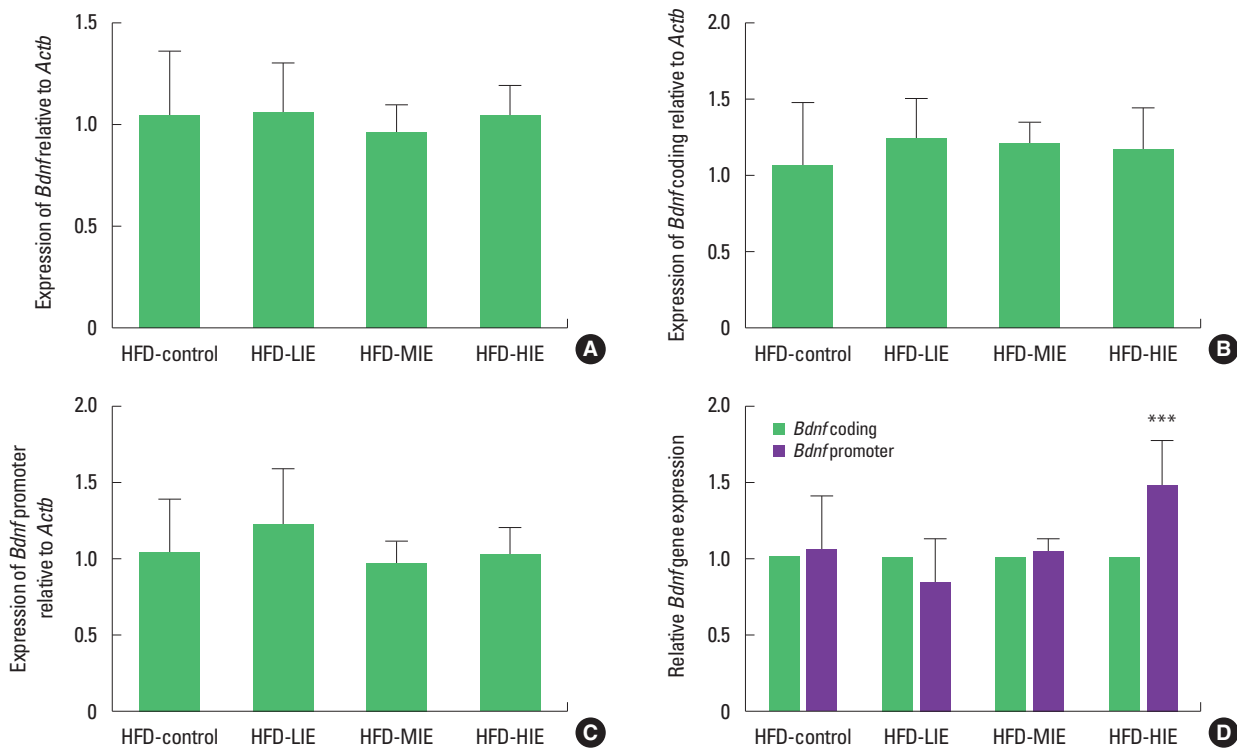 Expression of Bdnf relative to Actb
1.5
1.0
0.5
0
HFD-control HFD-LIE HFD-MIE HFD-HIE
A
Expression of Bdnf coding relative to Actb
2.0
1.5
1.0
0.5
0
HFD-control HFD-LIE HFD-MIE HFD-HIE
B
Expression of Bdnf promoter
relative to Actb
2.0
1.5
1.0
0.5
0
HFD-control HFD-LIE HFD-MIE HFD-HIE
C
Relative Bdnf gene expression
2.0
1.5
1.0
0.5
0
Bdnf coding
Bdnf promoter
***
HFD-control HFD-LIE HFD-MIE HFD-HIE
D